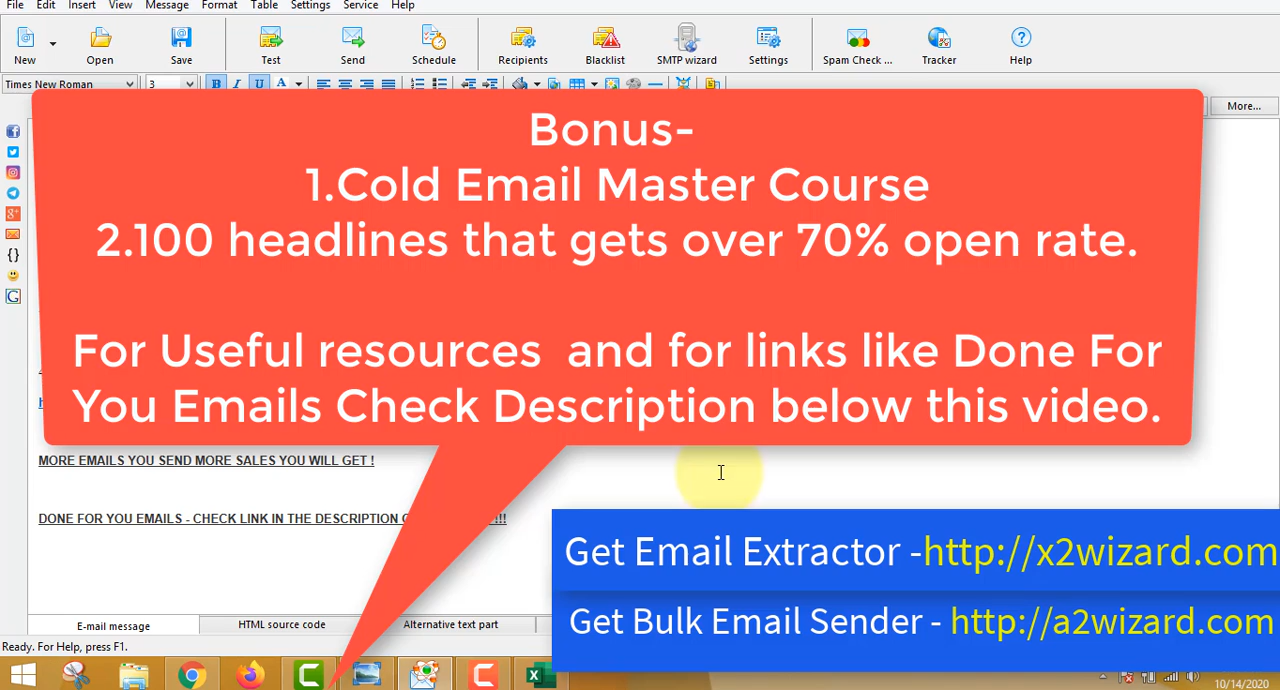 File Edit Insert View Message Format Table Settings Service Help
New Open Save Test Send Schedule Recipients Blacklist SMTP wizard Settings Spam Check ... Tracker Help
Times New Roman 3 B I U A
More...
Bonus-
1.Cold Email Master Course
2.100 headlines that gets over 70% open rate.
For Useful resources and for links like Done For
You Emails Check Description below this video.
MORE EMAILS YOU SEND MORE SALES YOU WILL GET !
DONE FOR YOU EMAILS - CHECK LINK IN THE DESCRIPTION !!!
Get Email Extractor -http://x2wizard.com
Get Bulk Email Sender - http://a2wizard.com
E-mail message HTML source code Alternative text part
Ready. For Help, press F1.
10/14/2020